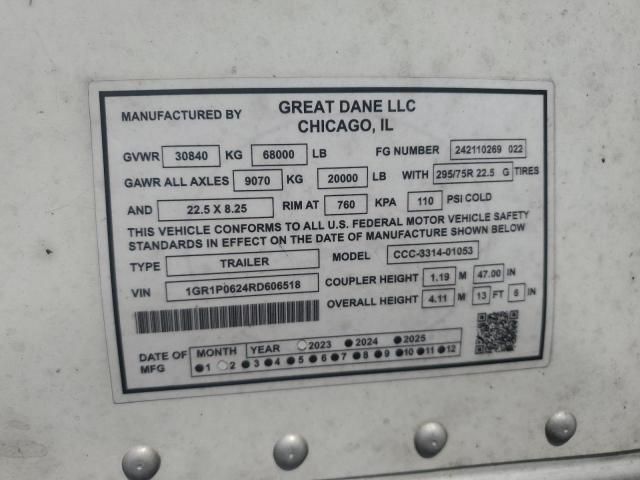 MANUFACTURED BY GREAT DANE LLC
CHICAGO, IL
GVWR 30840 KG 68000 LB FG NUMBER 242110269 022
GAWR ALL AXLES 9070 KG 20000 LB WITH 295/75R 22.5 G TIRES
AND 22.5 X 8.25 RIM AT 760 KPA 110 PSI COLD
THIS VEHICLE CONFORMS TO ALL U.S. FEDERAL MOTOR VEHICLE SAFETY
STANDARDS IN EFFECT ON THE DATE OF MANUFACTURE SHOWN BELOW
TYPE TRAILER MODEL CCC-3314-01053
VIN 1GR1P0624RD606518 COUPLER HEIGHT 1.19 M 47.00 IN
OVERALL HEIGHT 4.11 M 13 FT 6 IN
DATE OF MFG MONTH YEAR 2023 2024 2025
1 2 3 4 5 6 7 8 9 10 11 12